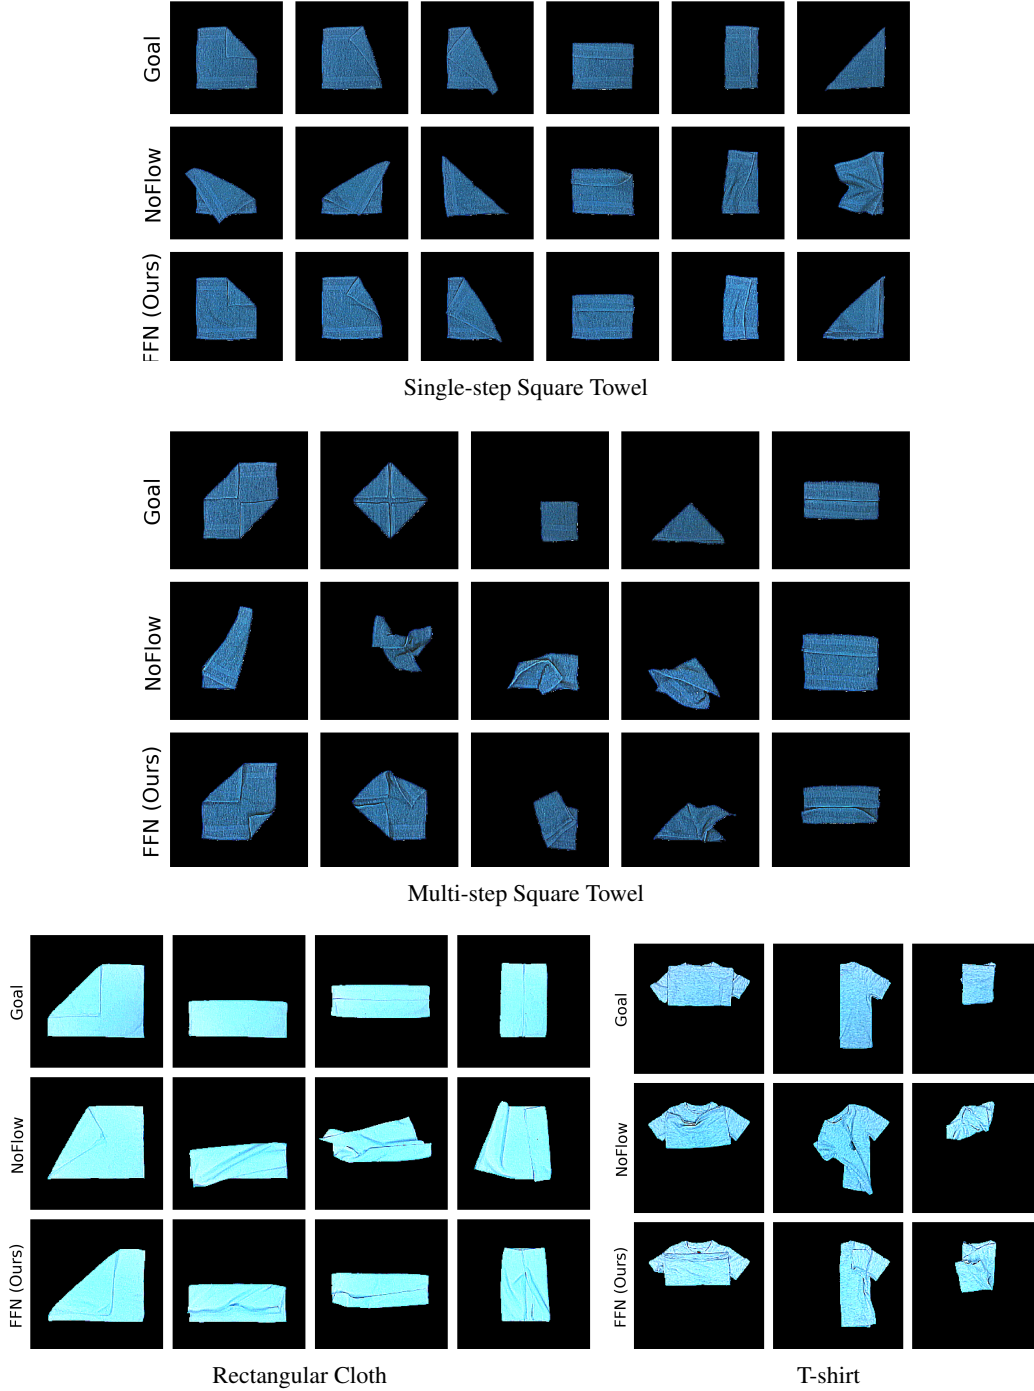 Goal
NoFlow
FFN (Ours)
Single-step Square Towel
Goal
NoFlow
FFN (Ours)
Multi-step Square Towel
Goal
NoFlow
FFN (Ours)
Rectangular Cloth
Goal
NoFlow
FFN (Ours)
T-shirt